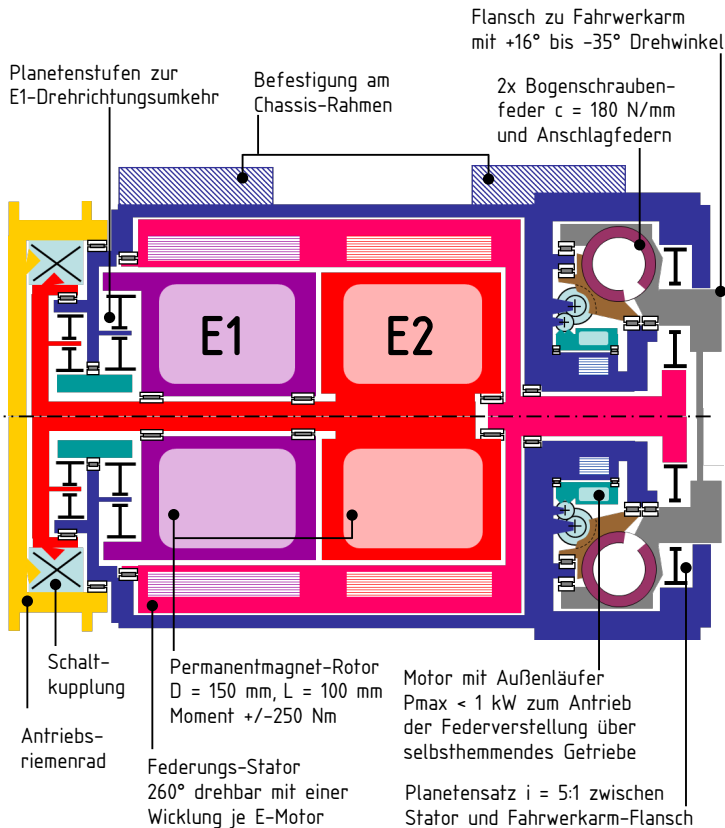 Flansch zu Fahrwerkarm
mit +16° bis -35° Drehwinkel
Planetenstufen zur
E1-Drehrichtungsumkehr
Befestigung am
Chassis-Rahmen
2x Bogenschrauben-
feder c = 180 N/mm
und Anschlagfedern
E1
E2
Schalt-
kupplung
Antriebs-
riemenrad
Permanentmagnet-Rotor
D = 150 mm, L = 100 mm
Moment +/-250 Nm
Federungs-Stator
260° drehbar mit einer
Wicklung je E-Motor
Motor mit Außenläufer
Pmax < 1 kW zum Antrieb
der Federverstellung über
selbsthemmendes Getriebe
Planetensatz i = 5:1 zwischen
Stator und Fahrwerkarm-Flansch